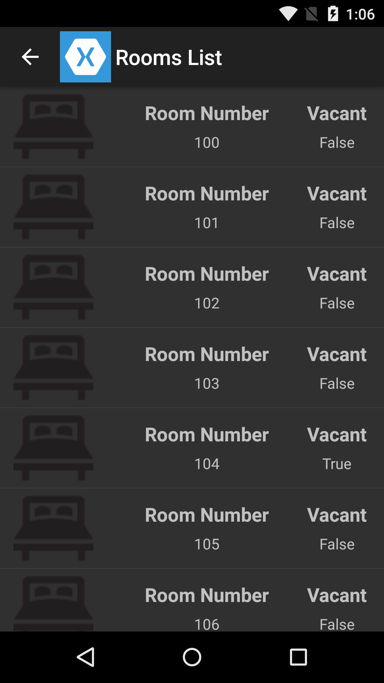 1:06
Rooms List
Room Number Vacant
100 False
Room Number Vacant
101 False
Room Number Vacant
102 False
Room Number Vacant
103 False
Room Number Vacant
104 True
Room Number Vacant
105 False
Room Number Vacant
106 False